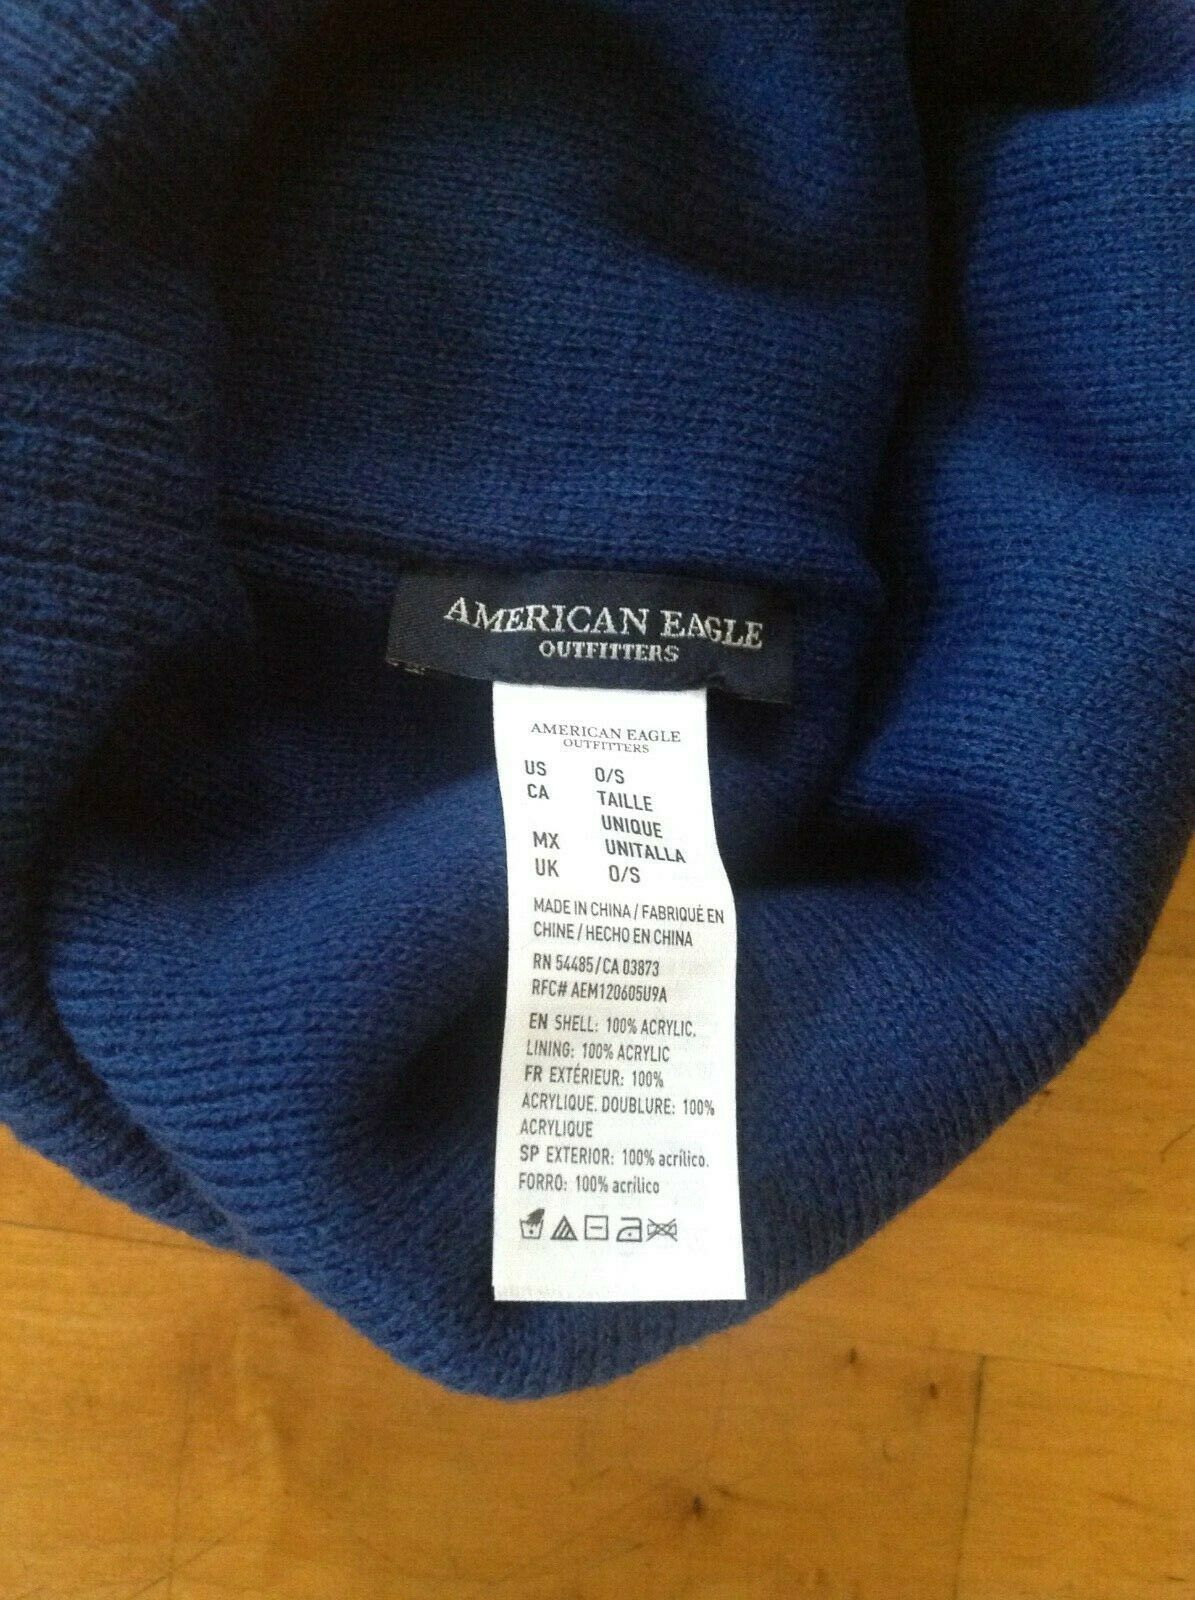 AMERICAN EAGLE
OUTFITTERS
AMERICAN EAGLE
OUTFITTERS
US O/S
CA TAILLE
UNIQUE
MX UNITALLA
UK O/S
MADE IN CHINA / FABRIQUÉ EN
CHINE / HECHO EN CHINA
RN 54485/CA 03873
RFC# AEM120605U9A
EN SHELL: 100% ACRYLIC.
LINING: 100% ACRYLIC
FR EXTÉRIEUR: 100%
ACRYLIQUE. DOUBLURE: 100%
ACRYLIQUE
SP EXTERIOR: 100% acrílico.
FORRO: 100% acrílico